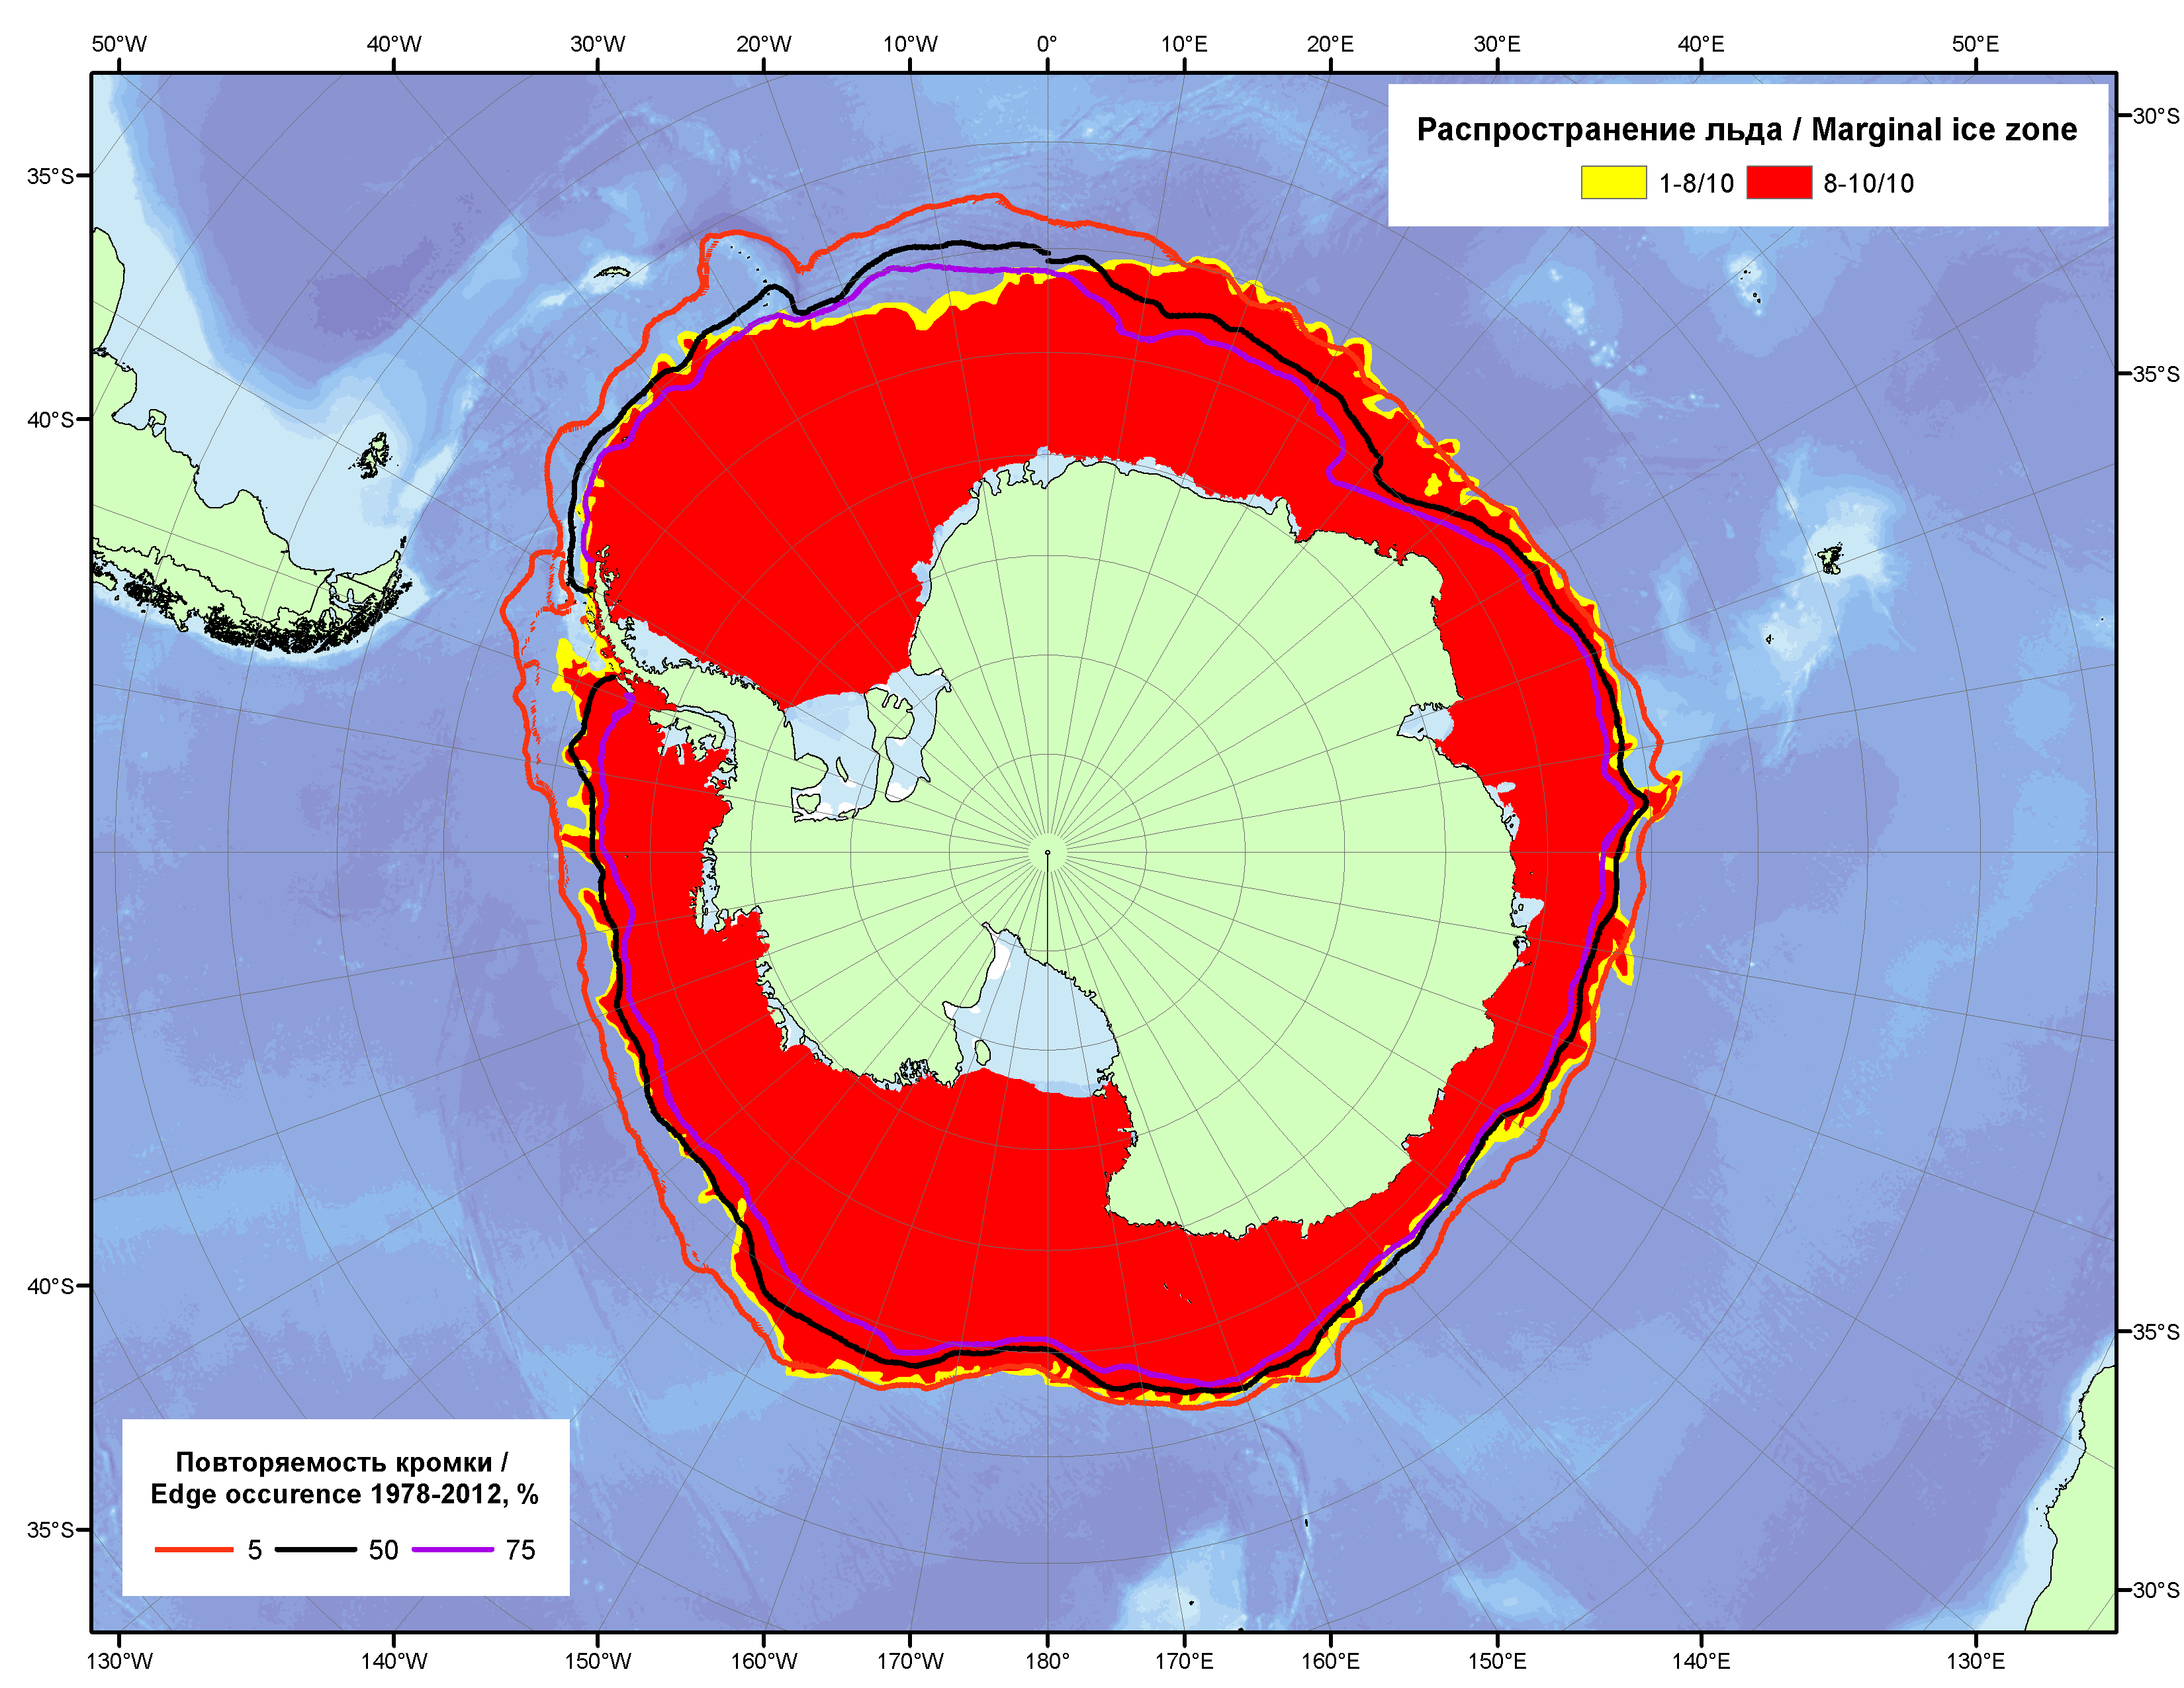 50°W 40°W 30°W 20°W 10°W 0° 10°E 20°E 30°E 40°E 50°E
30°S
Распространение льда / Marginal ice zone
35°S
1-8/10 8-10/10
35°S
40°S
40°S
35°S
Повторяемость кромки /
Edge occurence 1978-2012, %
35°S
5 50 75
30°S
130°W 140°W 150°W 160°W 170°W 180° 170°E 160°E 150°E 140°E 130°E